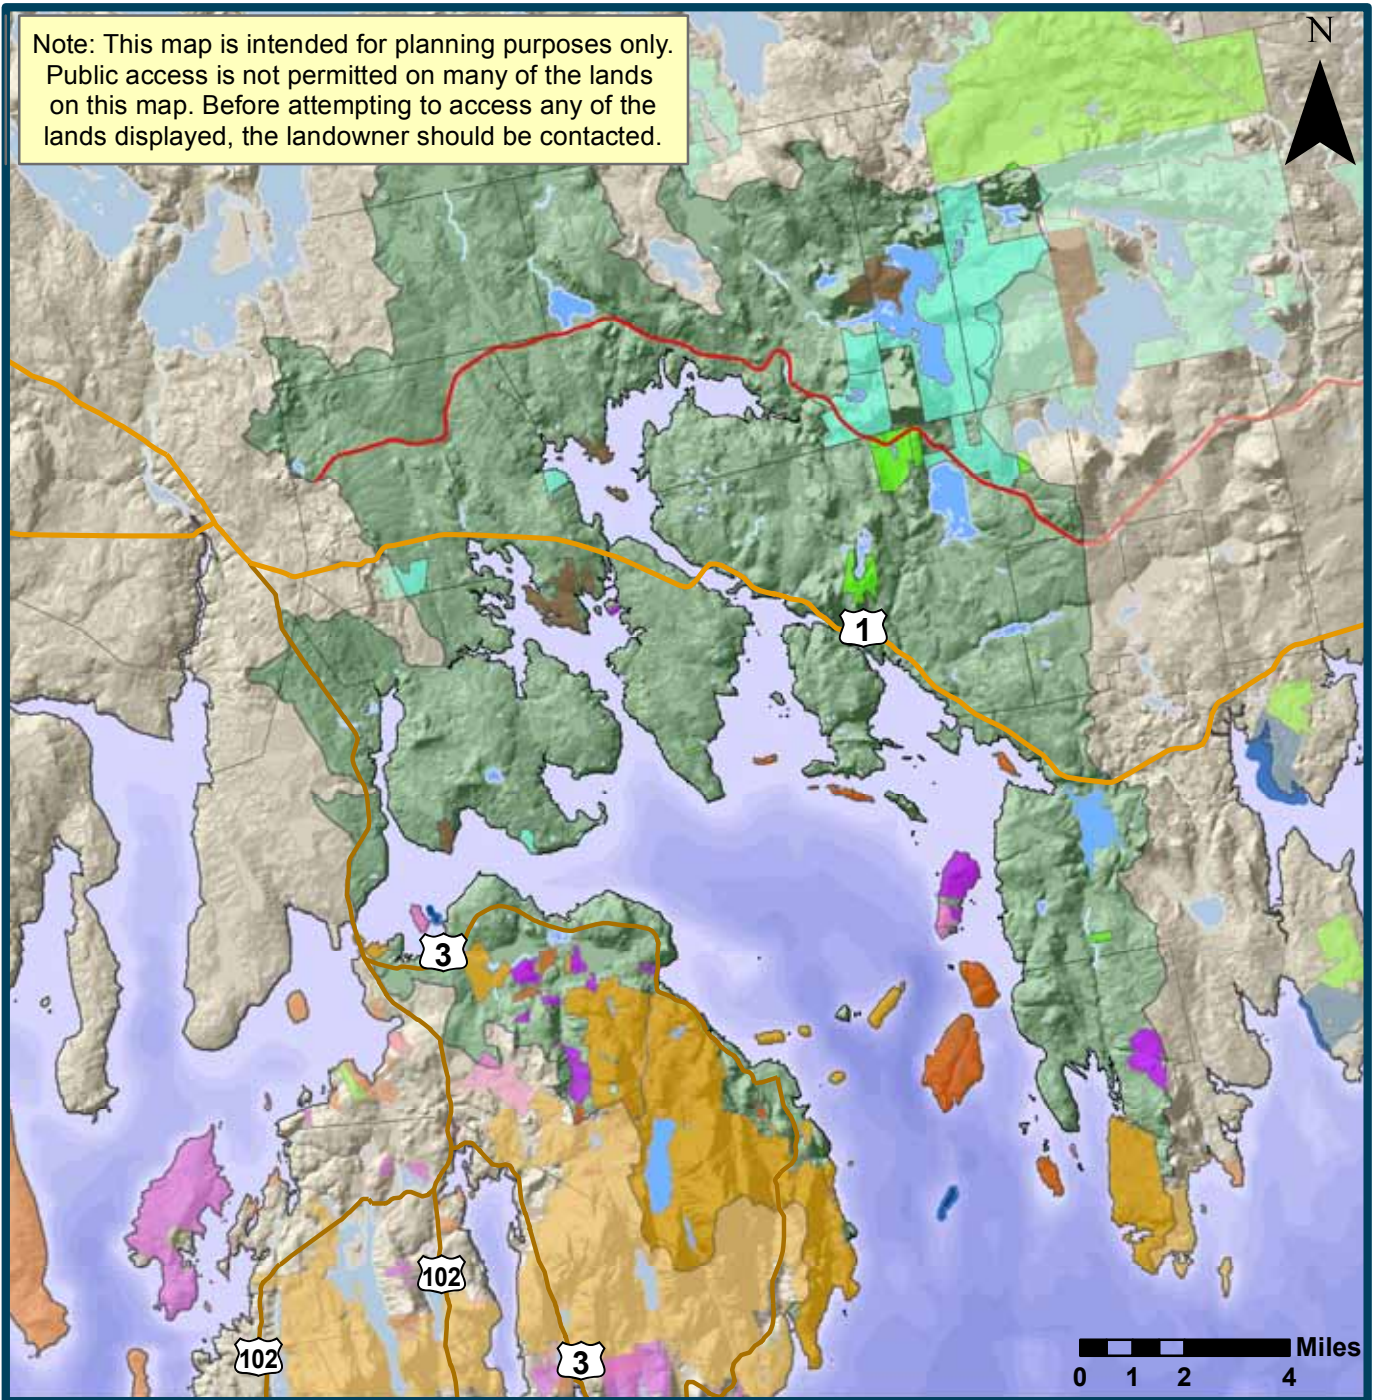 Note: This map is intended for planning purposes only.
Public access is not permitted on many of the lands
on this map. Before attempting to access any of the
lands displayed, the landowner should be contacted.
N
1
3
102
102
3
Miles
0 1 2 4